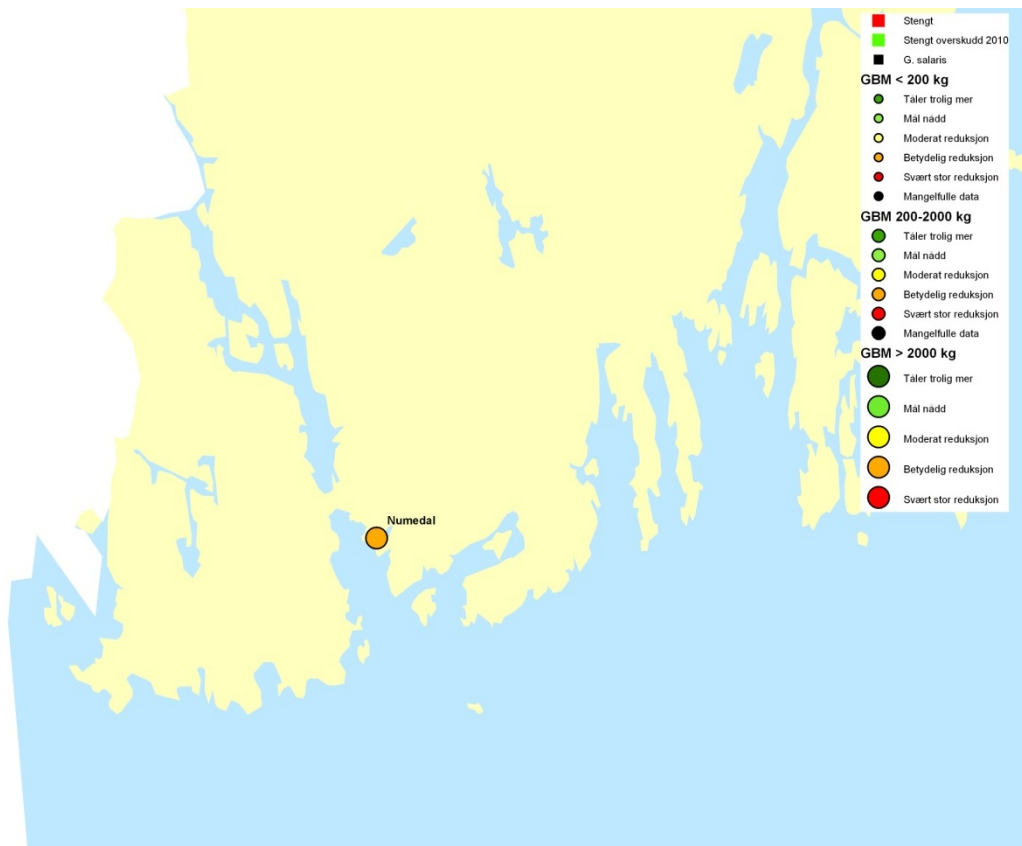 Stengt
Stengt overskudd 2010
G. salaris
GBM < 200 kg
Tåler trolig mer
Mål nådd
Moderat reduksjon
Betydelig reduksjon
Svært stor reduksjon
Mangelfulle data
GBM 200-2000 kg
Tåler trolig mer
Mål nådd
Moderat reduksjon
Betydelig reduksjon
Svært stor reduksjon
Mangelfulle data
GBM > 2000 kg
Tåler trolig mer
Mål nådd
Moderat reduksjon
Betydelig reduksjon
Svært stor reduksjon
Numedal